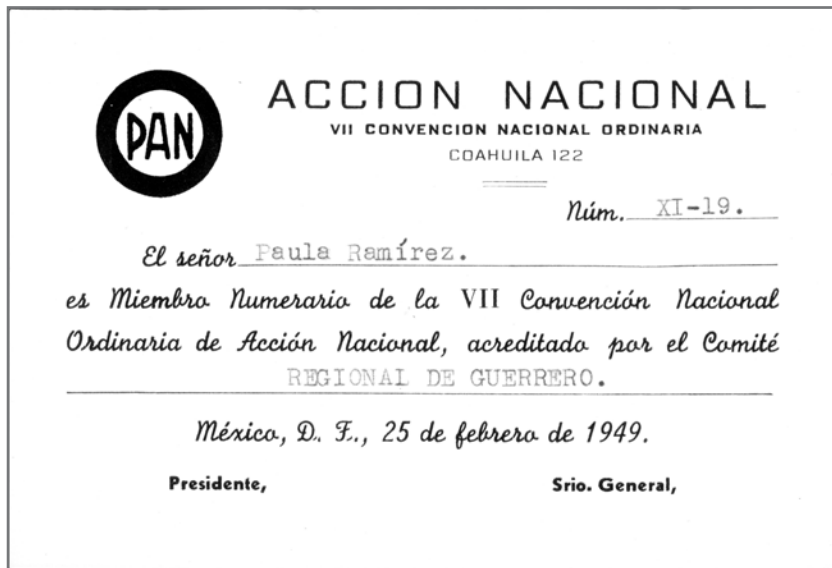 PAN
ACCION NACIONAL
VII CONVENCION NACIONAL ORDINARIA
COAHUILA 122
Núm. XI-19.
El señor Paula Ramírez.
es Miembro Numerario de la VII Convención Nacional
Ordinaria de Acción Nacional, acreditado por el Comité
REGIONAL DE GUERRERO.
México, D. F., 25 de febrero de 1949.
Presidente, Srio. General,